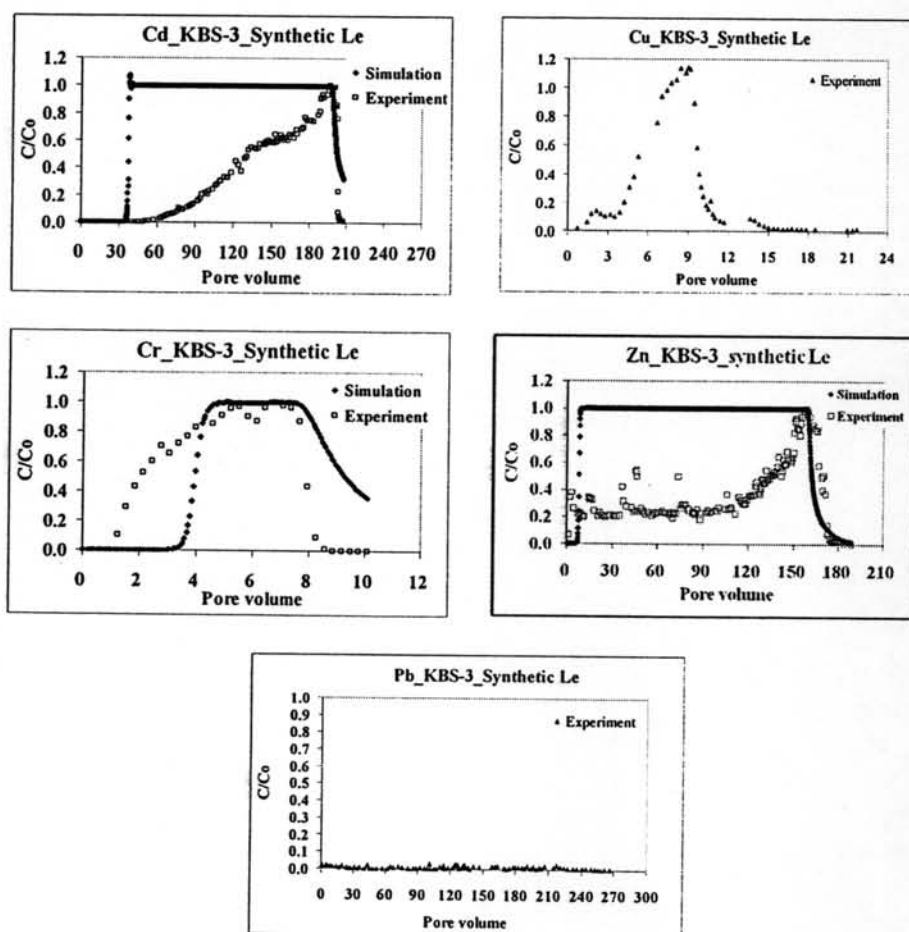 Cd_KBS-3_Synthetic Le
1.2
1.0
0.8
0.6
0.4
0.2
0.0
C/Co
Simulation
Experiment
0 30 60 90 120 150 180 210 240 270
Pore volume
Cu_KBS-3_Synthetic Le
1.2
1.0
0.8
0.6
0.4
0.2
0.0
C/Co
Experiment
0 3 6 9 12 15 18 21 24
Pore volume
Cr_KBS-3_Synthetic Le
1.2
1.0
0.8
0.6
0.4
0.2
0.0
C/Co
Simulation
Experiment
0 2 4 6 8 10 12
Pore volume
Zn_KBS-3_synthetic Le
1.2
1.0
0.8
0.6
0.4
0.2
0.0
C/Co
Simulation
Experiment
0 30 60 90 120 150 180 210
Pore volume
Pb_KBS-3_Synthetic Le
1.0
0.9
0.8
0.7
0.6
0.5
0.4
0.3
0.2
0.1
0.0
C/Co
Experiment
0 30 60 90 120 150 180 210 240 270 300
Pore volume